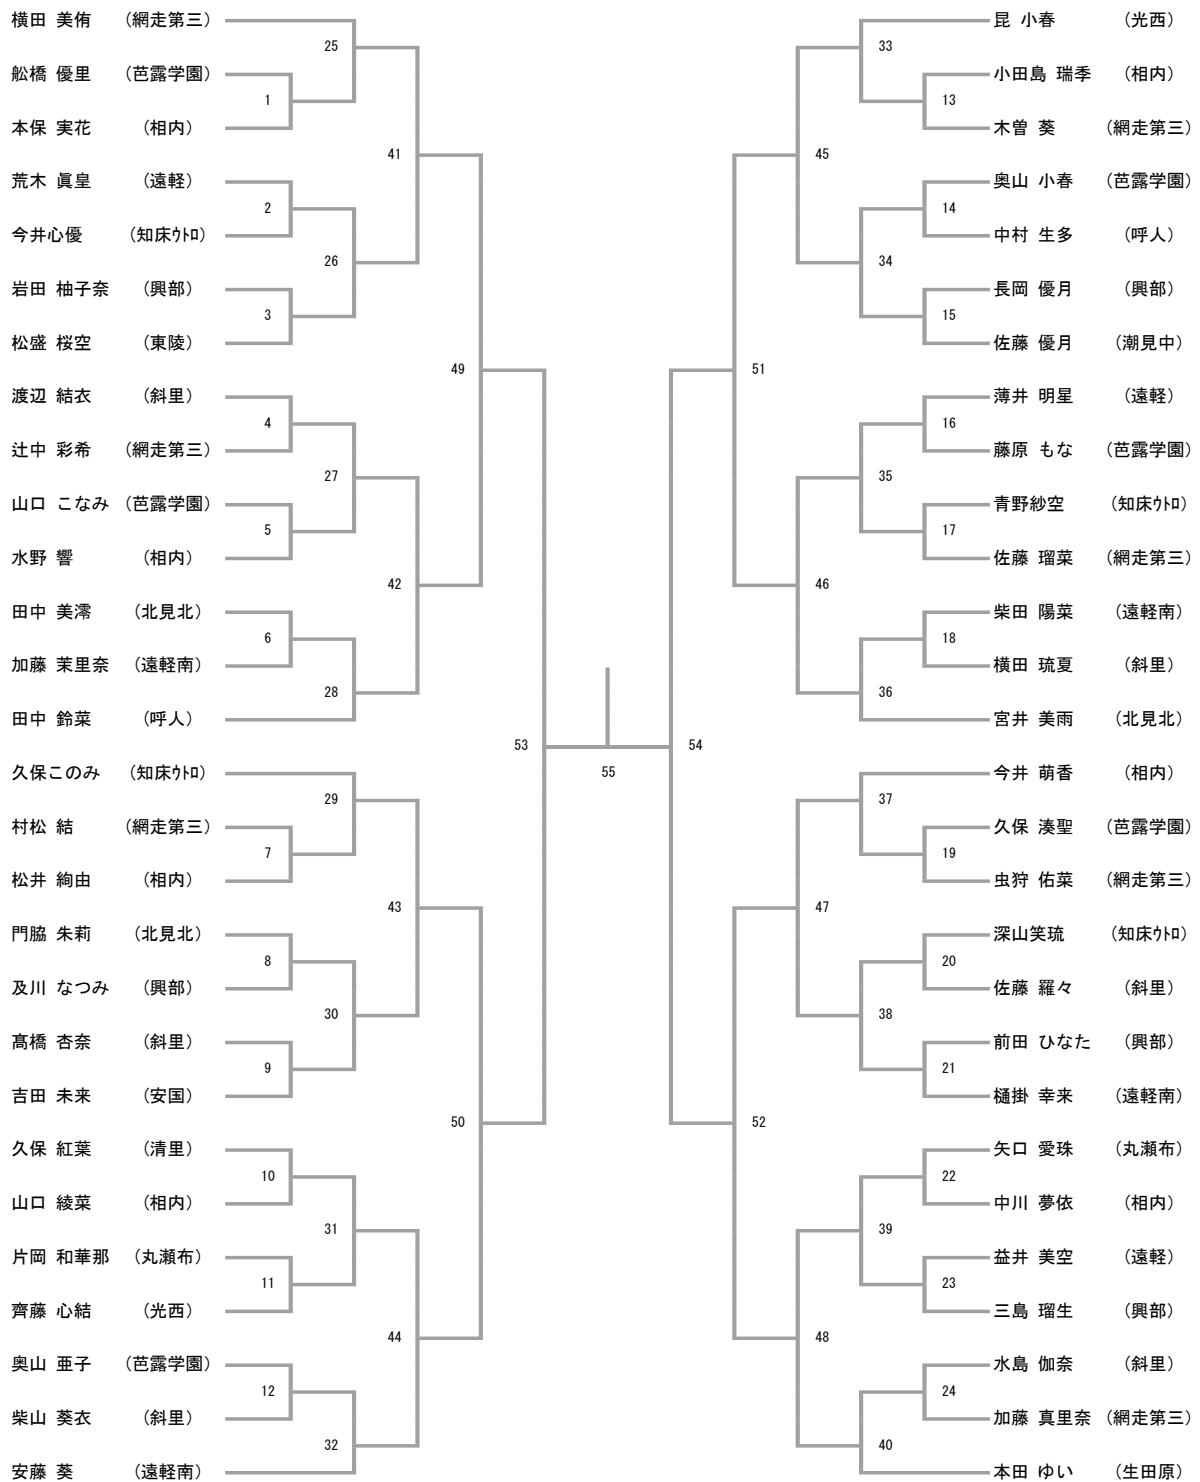 横田 美侑 (網走第三)
25
舩橋 優里 (芭露学園)
1
本保 実花 (相内)
41
荒木 眞皇 (遠軽)
2
今井心優 (知床ｳﾄﾛ)
26
岩田 柚子奈 (興部)
3
松盛 桜空 (東陵)
49
渡辺 結衣 (斜里)
4
辻中 彩希 (網走第三)
27
山口 こなみ (芭露学園)
5
水野 響 (相内)
42
田中 美澪 (北見北)
6
加藤 茉里奈 (遠軽南)
28
田中 鈴菜 (呼人)
53
久保このみ (知床ｳﾄﾛ)
29
村松 結 (網走第三)
7
松井 絢由 (相内)
43
門脇 朱莉 (北見北)
8
及川 なつみ (興部)
30
髙橋 杏奈 (斜里)
9
吉田 未来 (安国)
50
久保 紅葉 (清里)
10
山口 綾菜 (相内)
31
片岡 和華那 (丸瀬布)
11
齊藤 心結 (光西)
44
奥山 亜子 (芭露学園)
12
柴山 葵衣 (斜里)
32
安藤 葵 (遠軽南)
55
昆 小春 (光西)
33
小田島 瑞季 (相内)
13
木曽 葵 (網走第三)
45
奥山 小春 (芭露学園)
14
中村 生多 (呼人)
34
長岡 優月 (興部)
15
佐藤 優月 (潮見中)
51
薄井 明星 (遠軽)
16
藤原 もな (芭露学園)
35
青野紗空 (知床ｳﾄﾛ)
17
佐藤 瑠菜 (網走第三)
46
柴田 陽菜 (遠軽南)
18
横田 琉夏 (斜里)
36
宮井 美雨 (北見北)
54
今井 萌香 (相内)
37
久保 湊聖 (芭露学園)
19
虫狩 佑菜 (網走第三)
47
深山笑琉 (知床ｳﾄﾛ)
20
佐藤 羅々 (斜里)
38
前田 ひなた (興部)
21
樋掛 幸来 (遠軽南)
52
矢口 愛珠 (丸瀬布)
22
中川 夢依 (相内)
39
益井 美空 (遠軽)
23
三島 瑠生 (興部)
48
水島 伽奈 (斜里)
24
加藤 真里奈 (網走第三)
40
本田 ゆい (生田原)